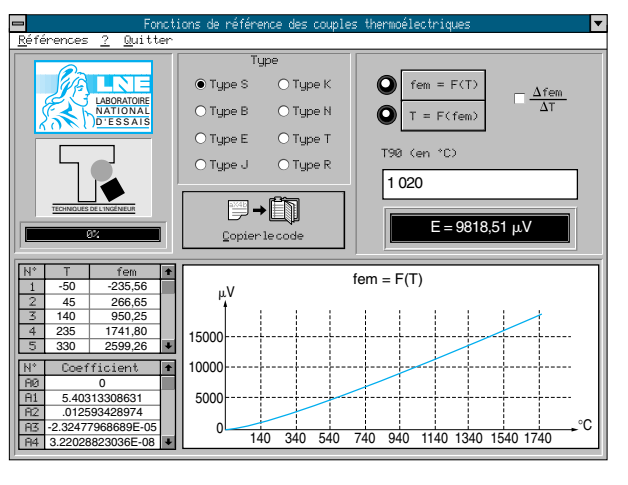 Fonctions de référence des couples thermoélectriques
Références ? Quitter
LNE
LABORATOIRE
NATIONAL
D'ESSAIS
TECHNIQUES DE L'INGÉNIEUR
0%
Type
Type S Type K
Type B Type N
Type E Type T
Type J Type R
Copier le code
fem = F(T)
T = F(fem)
Δfem
ΔT
T90 (en °C)
1 020
E = 9818,51 µV
N° T fem
1 -50 -235,56
2 45 266,65
3 140 950,25
4 235 1741,80
5 330 2599,26
N° Coefficient
A0 0
A1 5.40313308631
A2 .012593428974
A3 -2.32477968689E-05
A4 3.22028823036E-08
fem = F(T)
µV
15000
10000
5000
0
140 340 540 740 940 1140 1340 1540 1740
°C